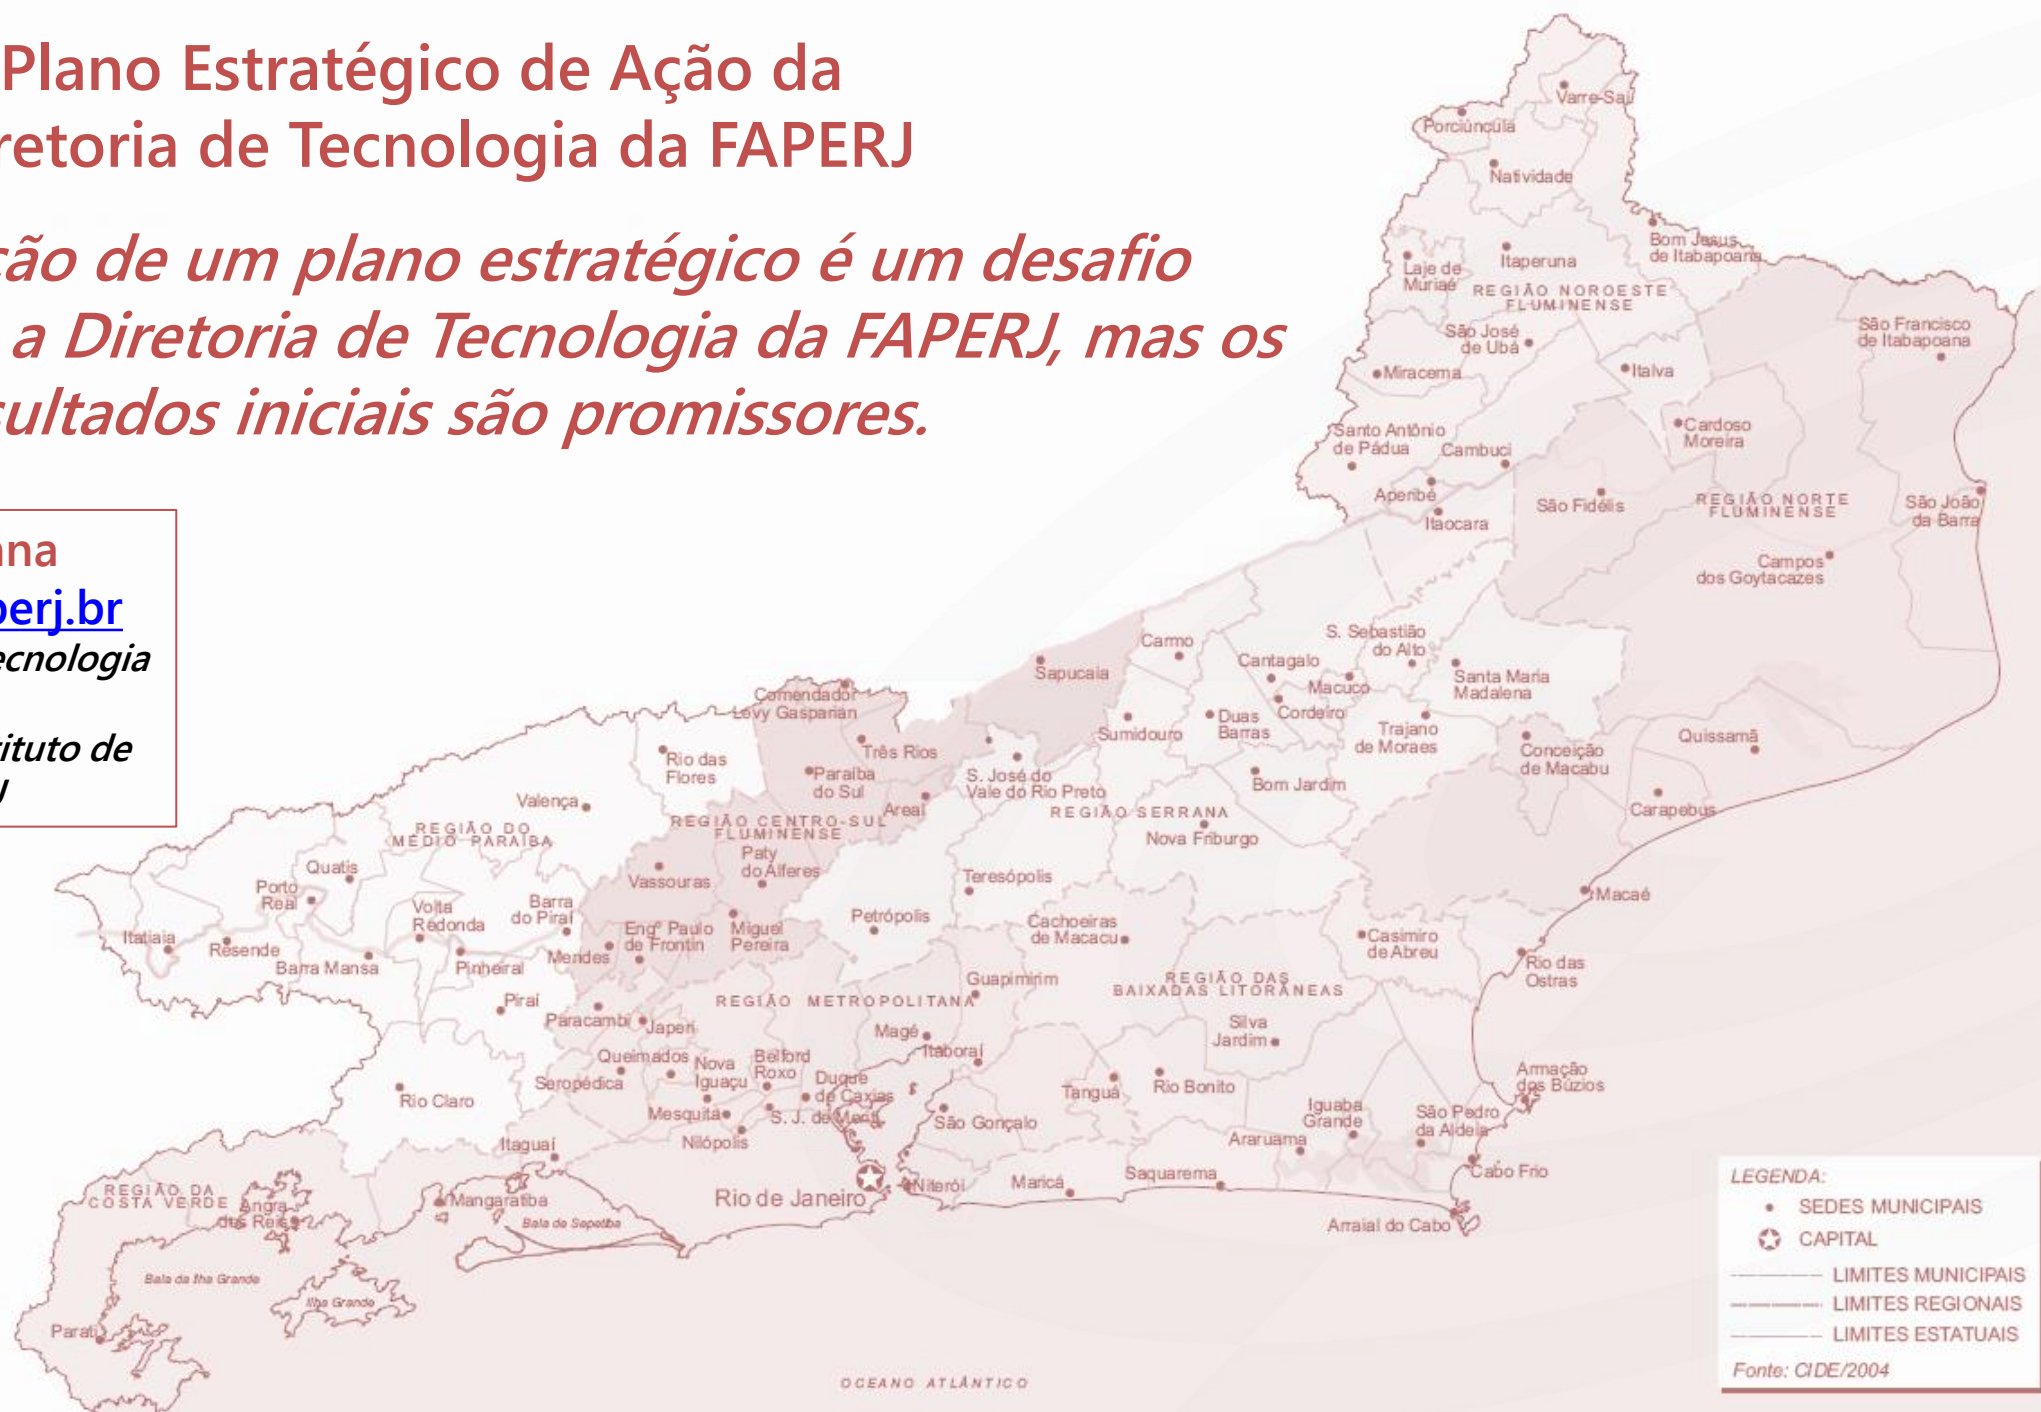 Plano Estratégico de Ação da
retoria de Tecnologia da FAPERJ
ção de um plano estratégico é um desafio
a Diretoria de Tecnologia da FAPERJ, mas os
sultados iniciais são promissores.
ana
perj.br
ecnologia
tituto de
Varre-Sai
Porciúncula
Natividade
Bom Jesus
de Itabapoana
Laje de
Muriaé
Itaperuna
REGIÃO NOROESTE
FLUMINENSE
São José
de Ubá
São Francisco
de Itabapoana
Miracema
Italva
Santo Antônio
de Pádua
Cambuci
Cardoso
Moreira
Aperibé
Itaocara
São Fidélis
REGIÃO NORTE
FLUMINENSE
São João
da Barra
Campos
dos Goytacazes
Carmo
S. Sebastião
do Alto
Cantagalo
Sapucaia
Macuco
Santa Maria
Madalena
Comendador
Levy Gasparian
Duas
Barras
Cordeiro
Sumidouro
Trajano
de Moraes
Conceição
de Macabu
Quissamã
Três Rios
Rio das
Flores
Paraíba
do Sul
S. José do
Vale do Rio Preto
Bom Jardim
Valença
Areal
Carapebus
REGIÃO CENTRO-SUL
FLUMINENSE
REGIÃO SERRANA
REGIÃO DO
MÉDIO PARAÍBA
Nova Friburgo
Quatis
Paty
do Alferes
Vassouras
Teresópolis
Porto
Real
Macaé
Volta
Redonda
Barra
do Piraí
Petrópolis
Cachoeiras
de Macacu
Engº Paulo
de Frontin
Miguel
Pereira
Itatiaia
Resende
Casimiro
de Abreu
Barra Mansa
Pinheiral
Mendes
Rio das
Ostras
Guapimirim
REGIÃO DAS
BAIXADAS LITORÂNEAS
Piraí
REGIÃO METROPOLITANA
Paracambi
Japeri
Magé
Silva
Jardim
Itaboraí
Queimados
Nova
Iguaçu
Belford
Roxo
Seropédica
Duque
de Caxias
Tanguá
Rio Bonito
Armação
dos Búzios
Rio Claro
Mesquita
S. J. de Meriti
São Gonçalo
Iguaba
Grande
São Pedro
da Aldeia
Nilópolis
Araruama
Itaguaí
Cabo Frio
Rio de Janeiro
Niterói
Maricá
Saquarema
REGIÃO DA
COSTA VERDE
Angra
dos Reis
Mangaratiba
Baía de Sepetiba
Arraial do Cabo
Baía da Ilha Grande
Ilha Grande
Parati
OCEANO ATLÂNTICO
LEGENDA:
SEDES MUNICIPAIS
CAPITAL
LIMITES MUNICIPAIS
LIMITES REGIONAIS
LIMITES ESTATUAIS
Fonte: CIDE/2004